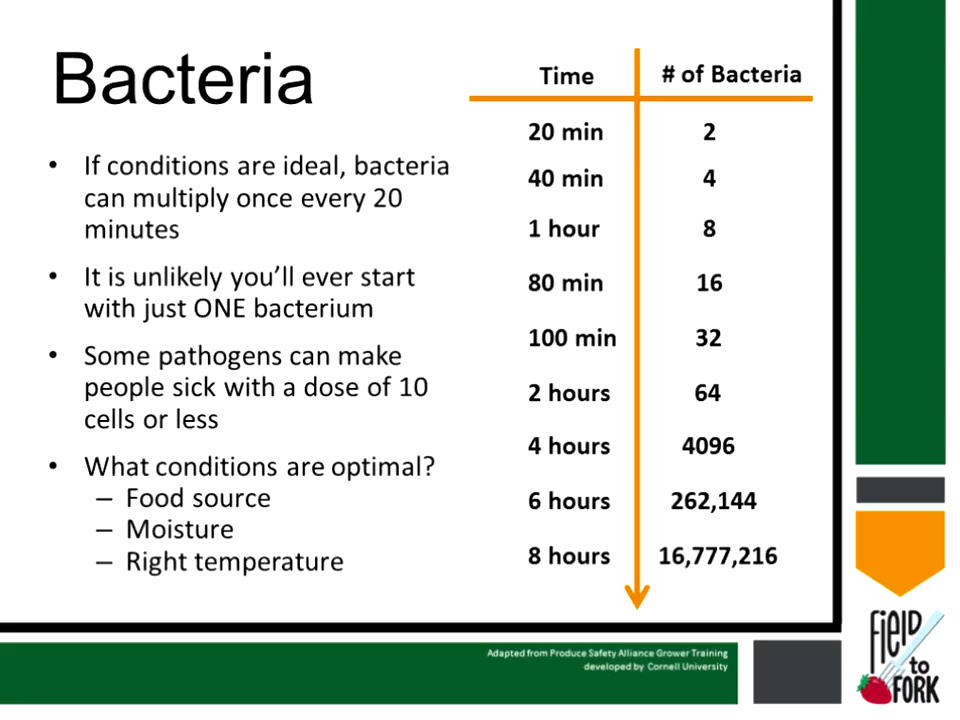 Bacteria
• If conditions are ideal, bacteria
can multiply once every 20
minutes
• It is unlikely you’ll ever start
with just ONE bacterium
• Some pathogens can make
people sick with a dose of 10
cells or less
• What conditions are optimal?
– Food source
– Moisture
– Right temperature
Time # of Bacteria
20 min 2
40 min 4
1 hour 8
80 min 16
100 min 32
2 hours 64
4 hours 4096
6 hours 262,144
8 hours 16,777,216
Adapted from Produce Safety Alliance Grower Training
developed by Cornell University
FIELD
to
FORK